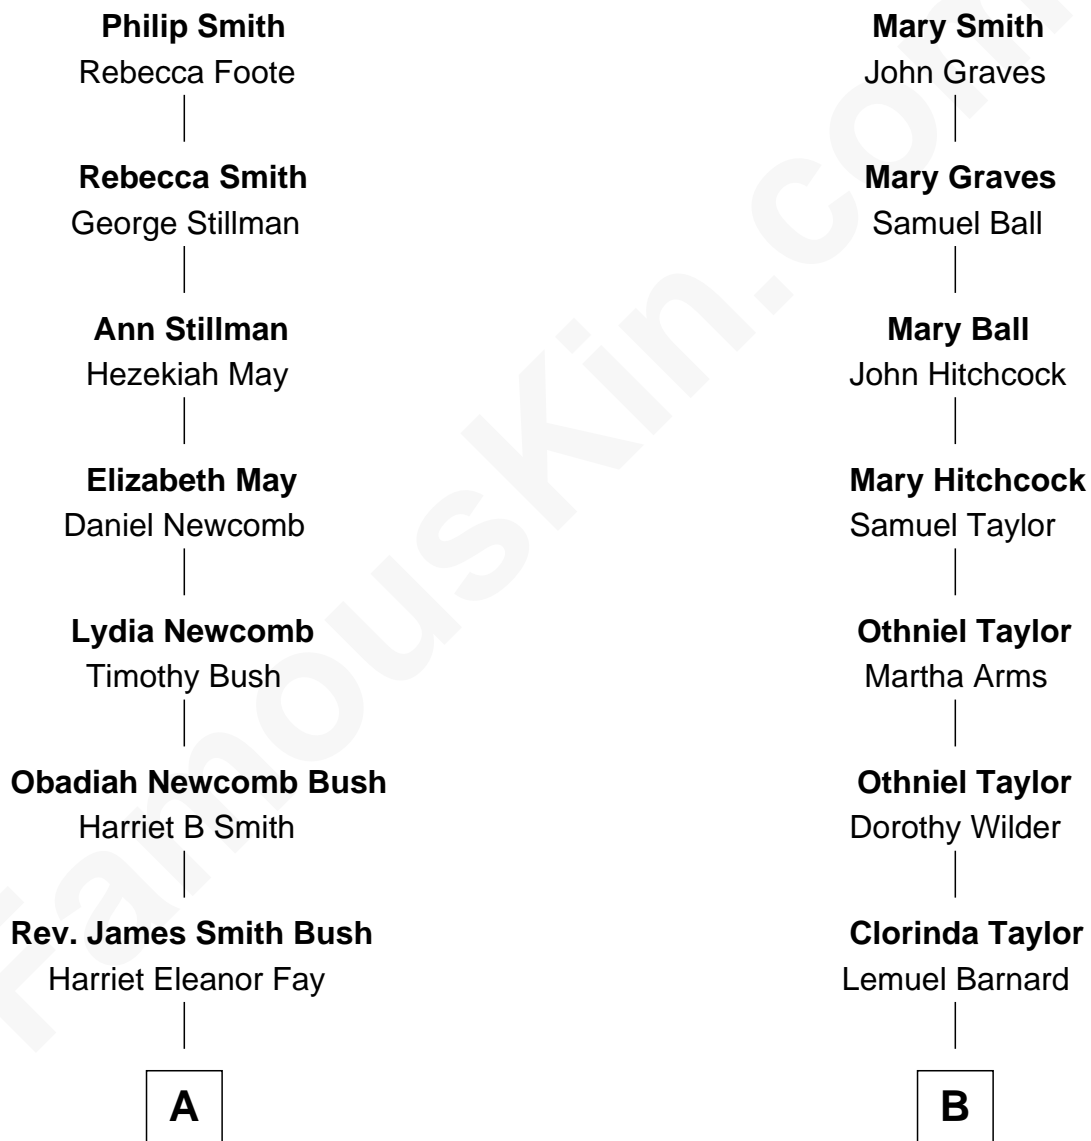 Philip Smith
Rebecca Foote
Rebecca Smith
George Stillman
Ann Stillman
Hezekiah May
Elizabeth May
Daniel Newcomb
Lydia Newcomb
Timothy Bush
Obadiah Newcomb Bush
Harriet B Smith
Rev. James Smith Bush
Harriet Eleanor Fay
A
Mary Smith
John Graves
Mary Graves
Samuel Ball
Mary Ball
John Hitchcock
Mary Hitchcock
Samuel Taylor
Othniel Taylor
Martha Arms
Othniel Taylor
Dorothy Wilder
Clorinda Taylor
Lemuel Barnard
B
FamousKin.com